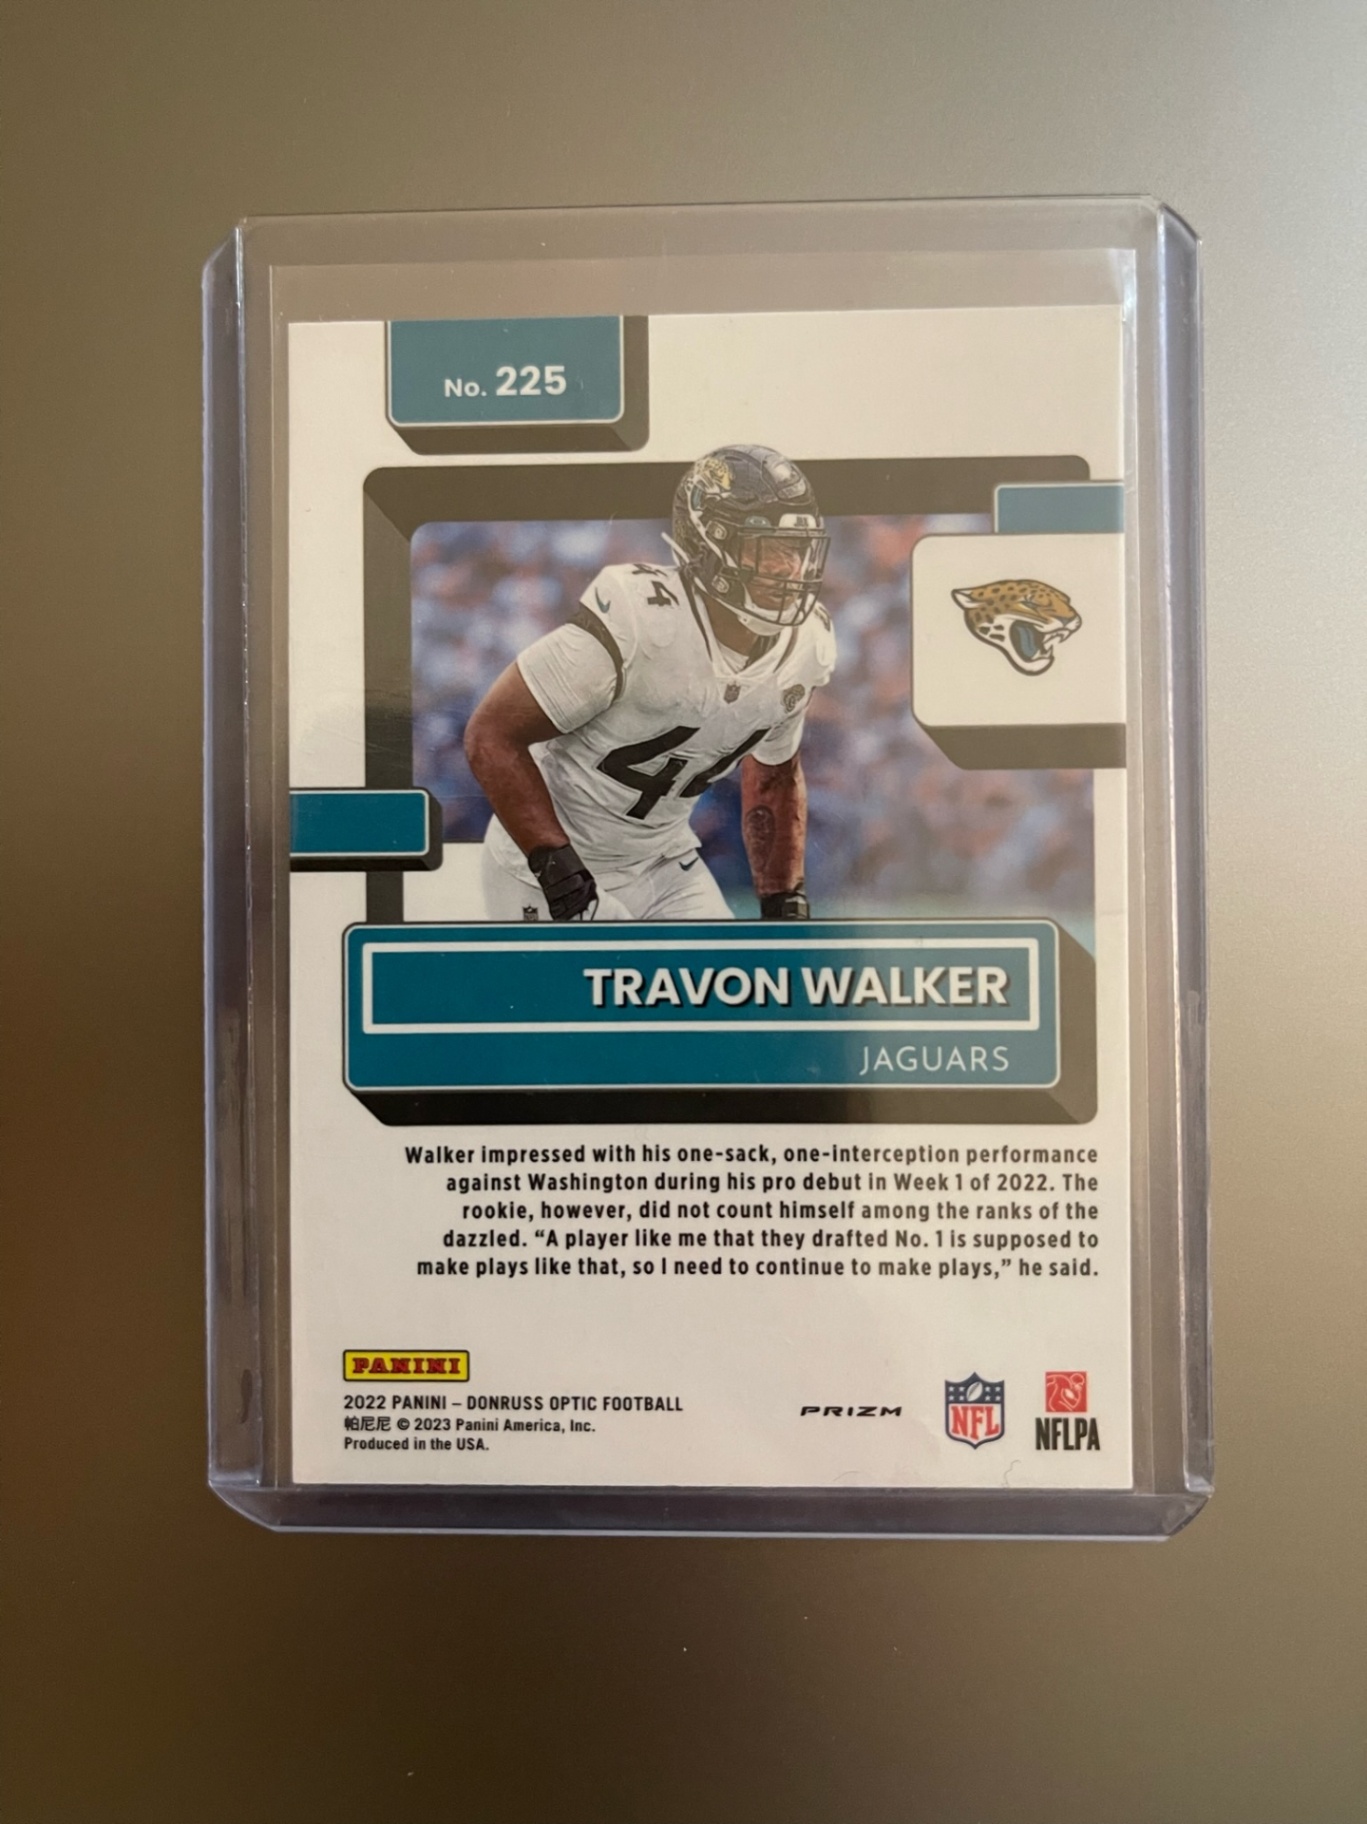 No. 225
44
44
TRAVON WALKER
JAGUARS
Walker impressed with his one-sack, one-interception performance
against Washington during his pro debut in Week 1 of 2022. The
rookie, however, did not count himself among the ranks of the
dazzled. “A player like me that they drafted No. 1 is supposed to
make plays like that, so I need to continue to make plays,” he said.
PANINI
2022 PANINI – DONRUSS OPTIC FOOTBALL
帕尼尼 © 2023 Panini America, Inc.
Produced in the USA.
PRIZM
NFL
NFLPA